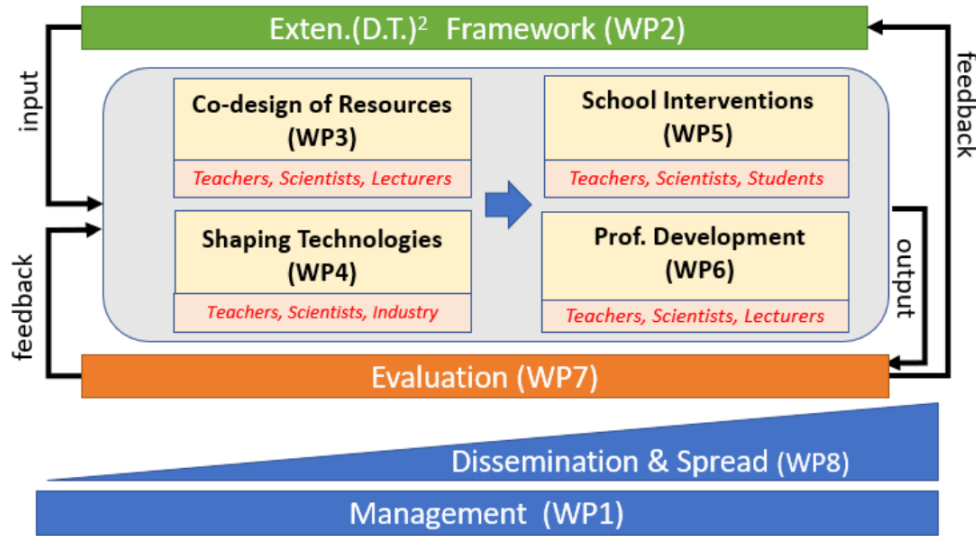 Exten.(D.T.)² Framework (WP2)
input
feedback
Co-design of Resources
(WP3)
Teachers, Scientists, Lecturers
School Interventions
(WP5)
Teachers, Scientists, Students
Shaping Technologies
(WP4)
Teachers, Scientists, Industry
Prof. Development
(WP6)
Teachers, Scientists, Lecturers
feedback
output
Evaluation (WP7)
Dissemination & Spread (WP8)
Management (WP1)